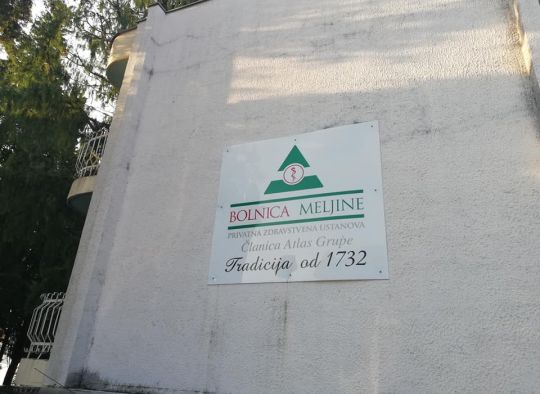 BOLNICA MELJINE
PRIVATNA ZDRAVSTVENA USTANOVA
Članica Atlas Grupe
Tradicija od 1732